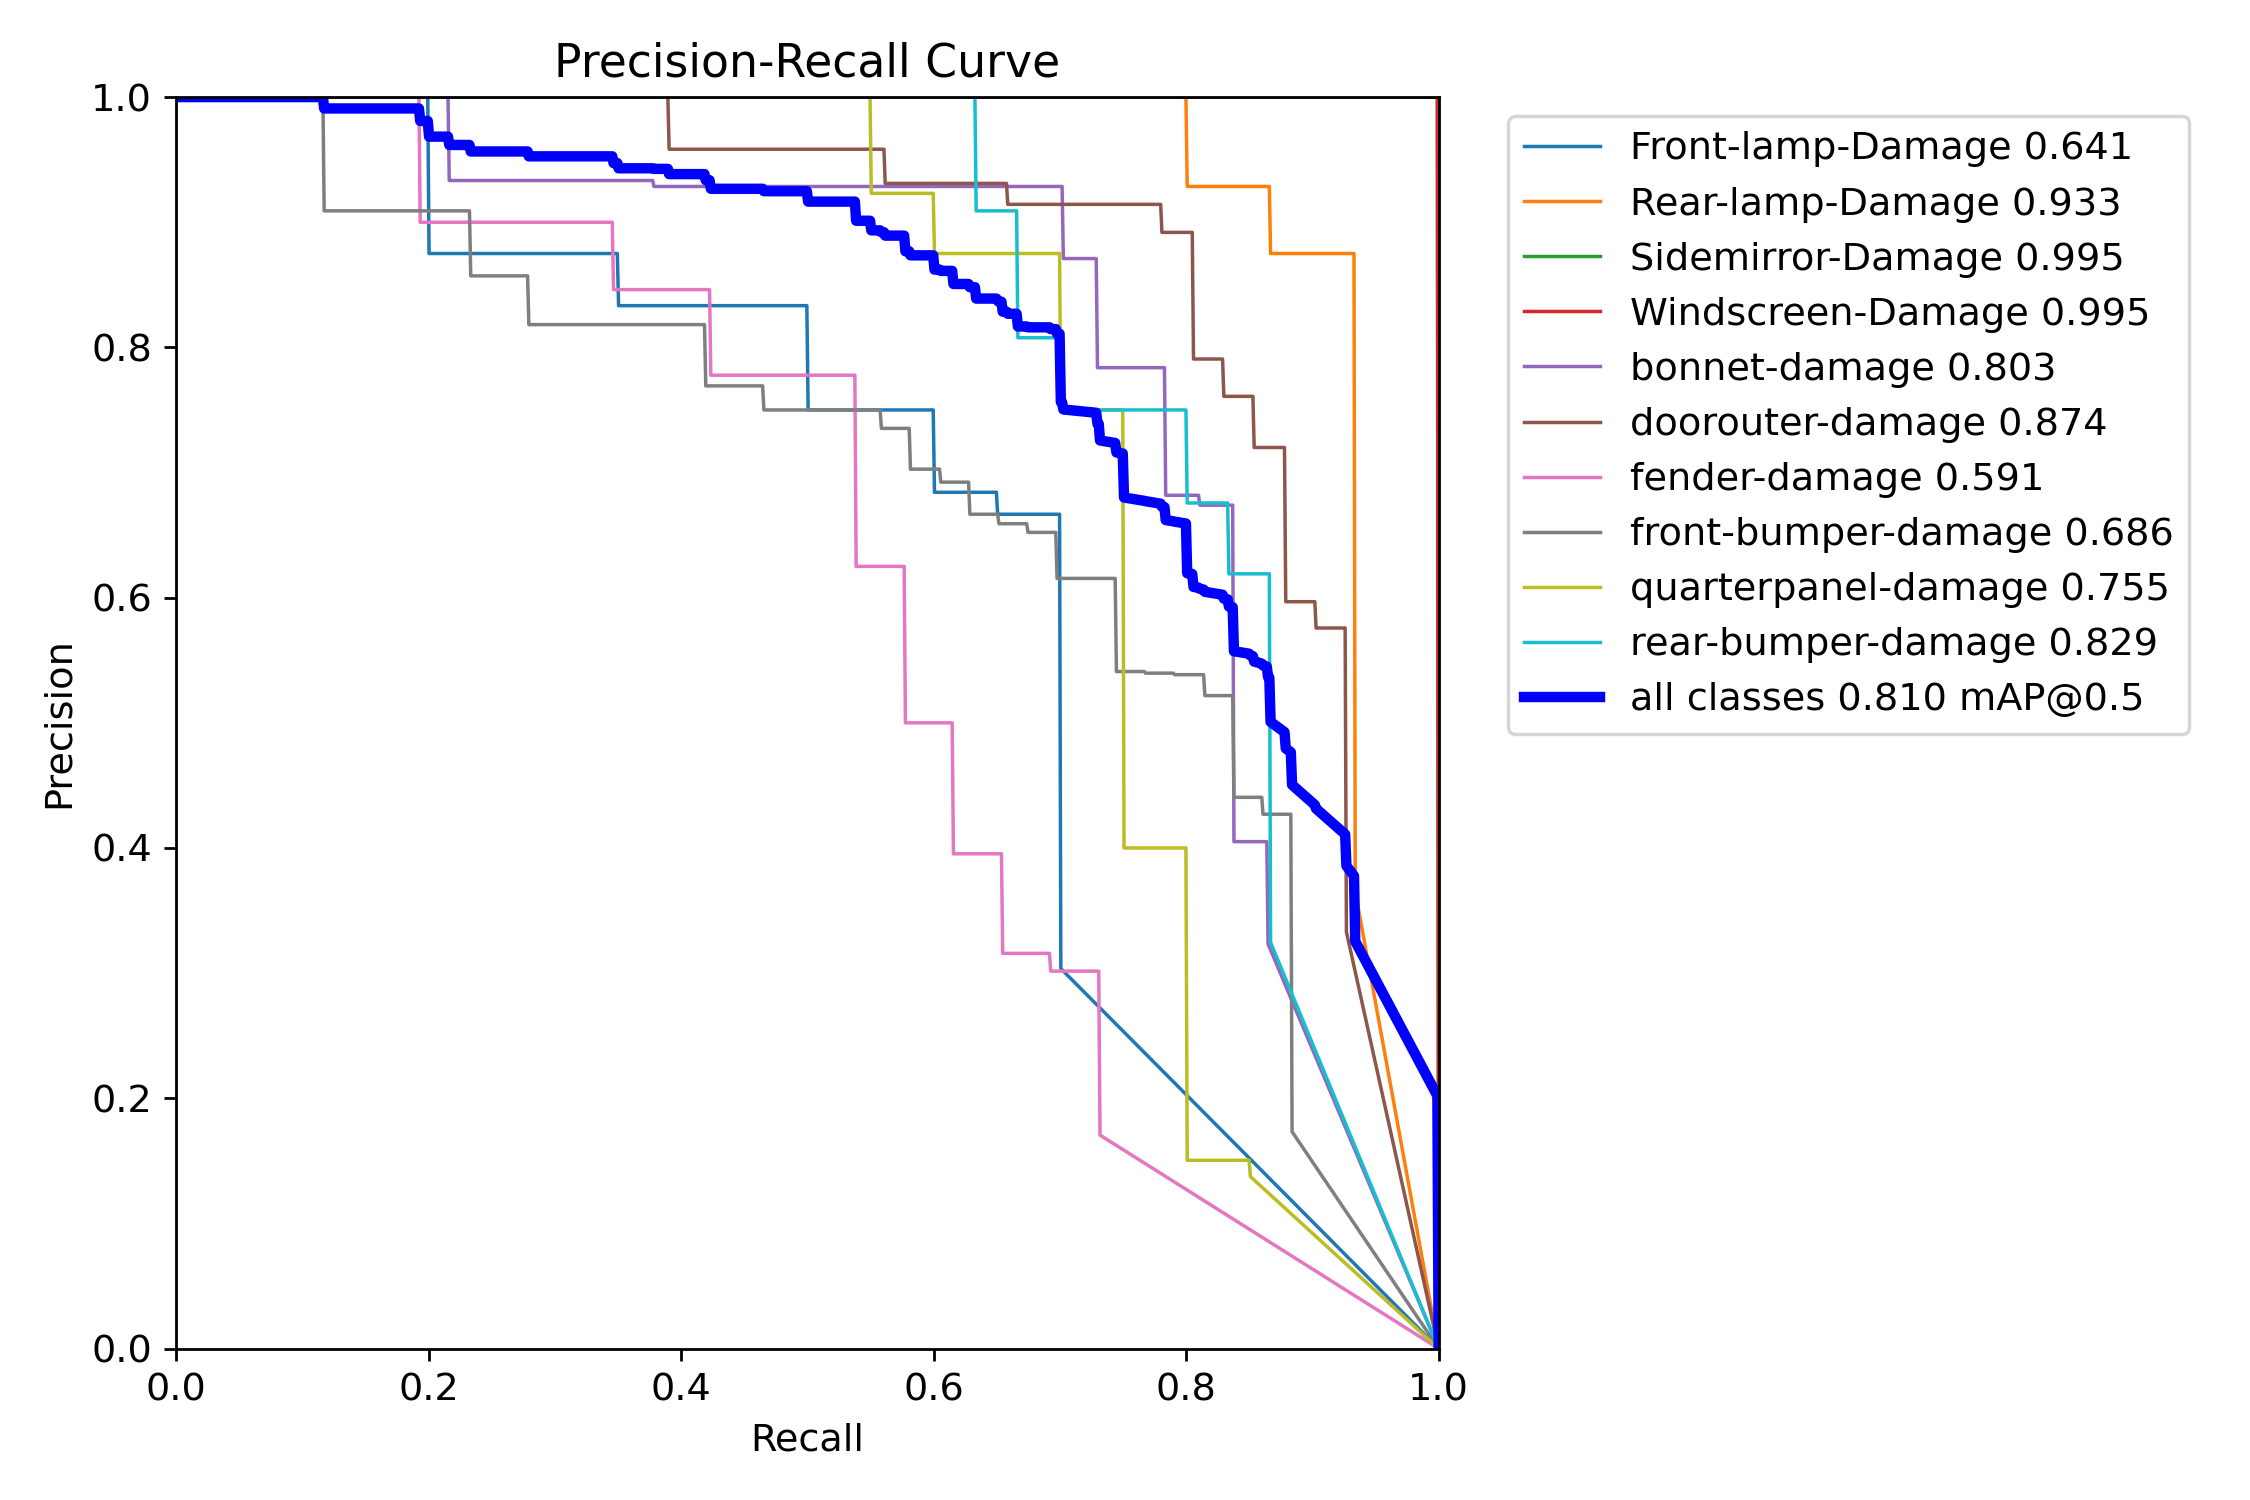 Precision-Recall Curve
1.0
0.8
0.6
0.4
0.2
0.0
Precision
0.0 0.2 0.4 0.6 0.8 1.0
Recall
Front-lamp-Damage 0.641
Rear-lamp-Damage 0.933
Sidemirror-Damage 0.995
Windscreen-Damage 0.995
bonnet-damage 0.803
doorouter-damage 0.874
fender-damage 0.591
front-bumper-damage 0.686
quarterpanel-damage 0.755
rear-bumper-damage 0.829
all classes 0.810 mAP@0.5